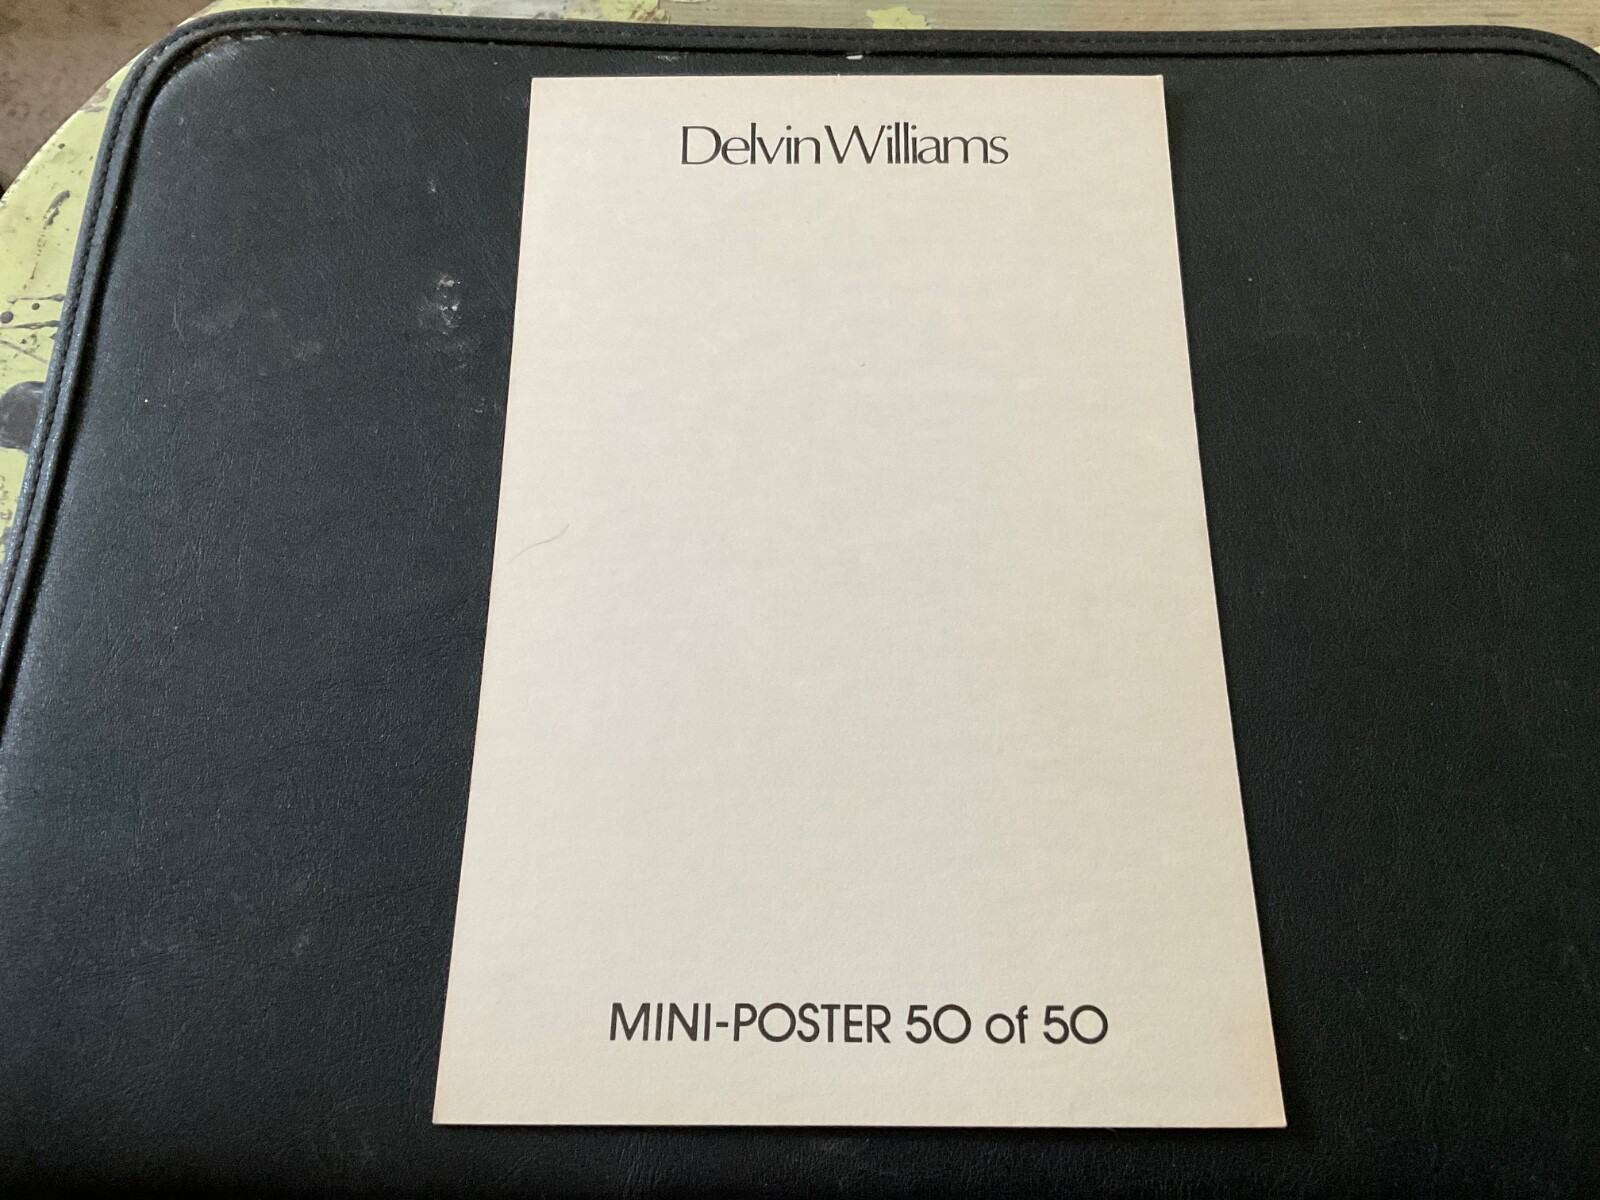 Delvin Williams
MINI-POSTER 50 of 50